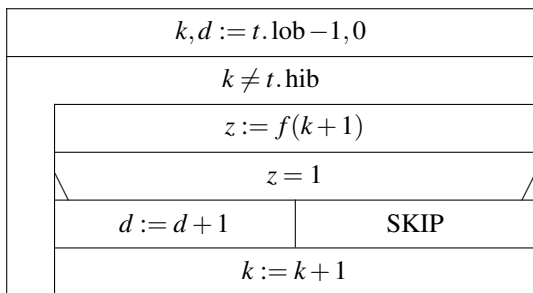 k, d := t.lob−1, 0
k ≠ t.hib
z := f(k+1)
z = 1
d := d+1 SKIP
k := k+1